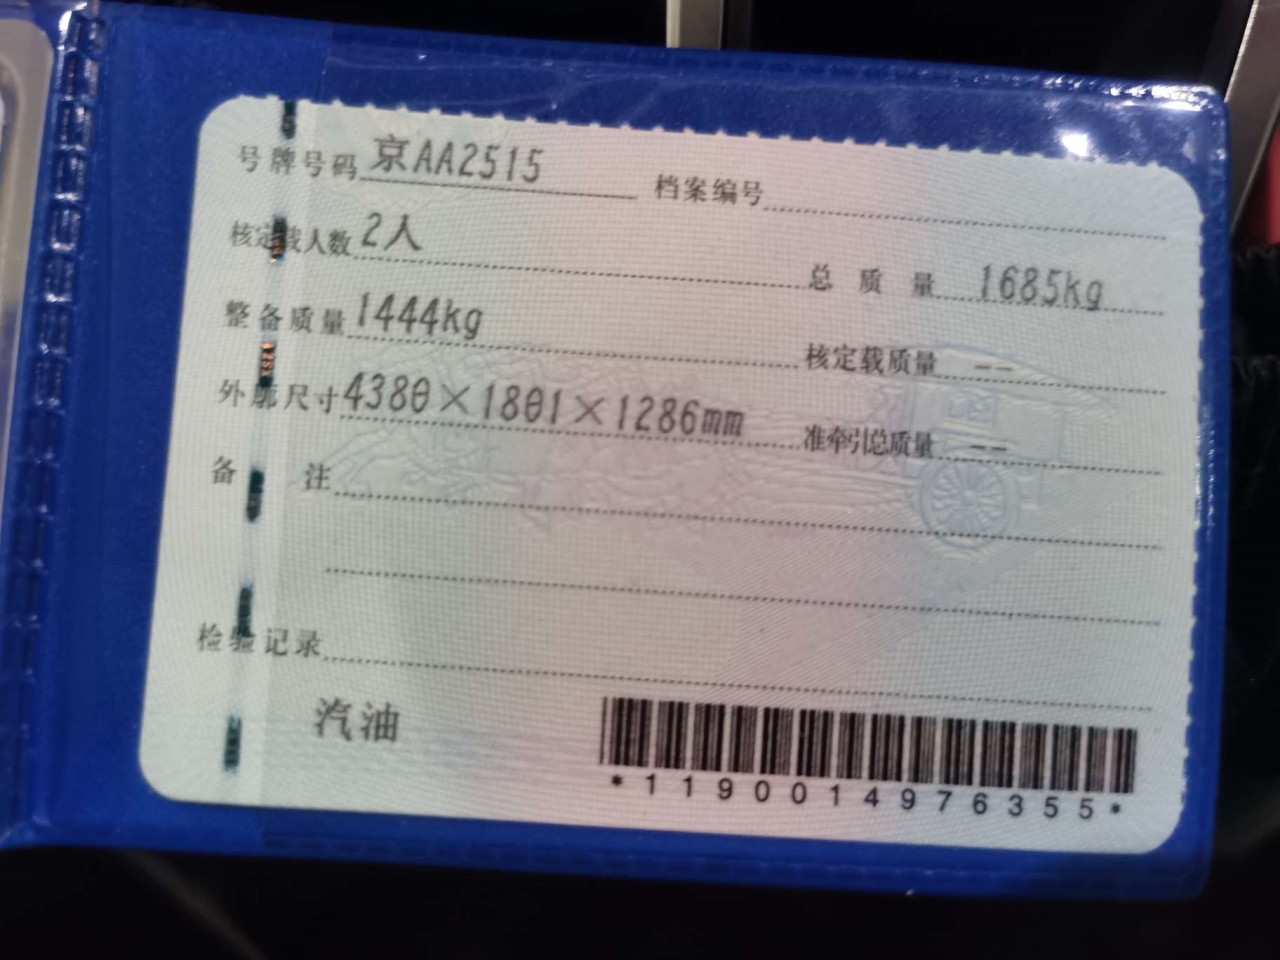 号牌号码 京AA2515 档案编号
核定载人数 2人 总质量 1685kg
整备质量 1444kg 核定载质量 --
外廓尺寸 4380×1801×1286mm 准牵引总质量 --
备注
检验记录
汽油
*1190014976355*